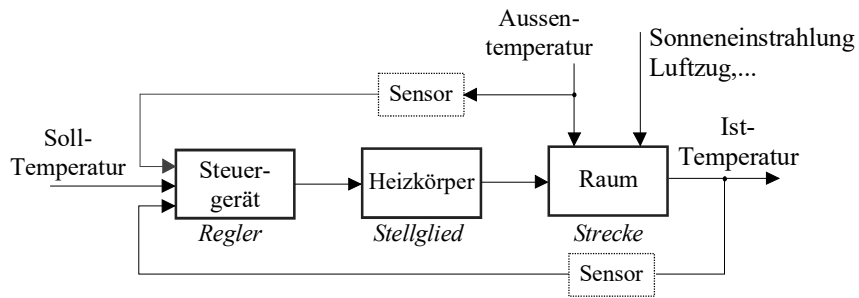 Aussen-
temperatur
Sonneneinstrahlung
Luftzug,...
Sensor
Soll-
Temperatur
Ist-
Temperatur
Steuer-
gerät
Heizkörper
Raum
Regler
Stellglied
Strecke
Sensor